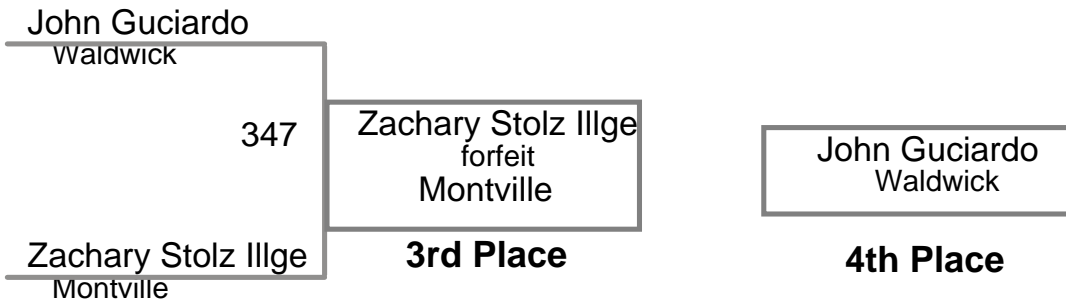 John Guciardo
Waldwick
347
Zachary Stolz Illge
forfeit
Montville
3rd Place
Zachary Stolz Illge
Montville
John Guciardo
Waldwick
4th Place